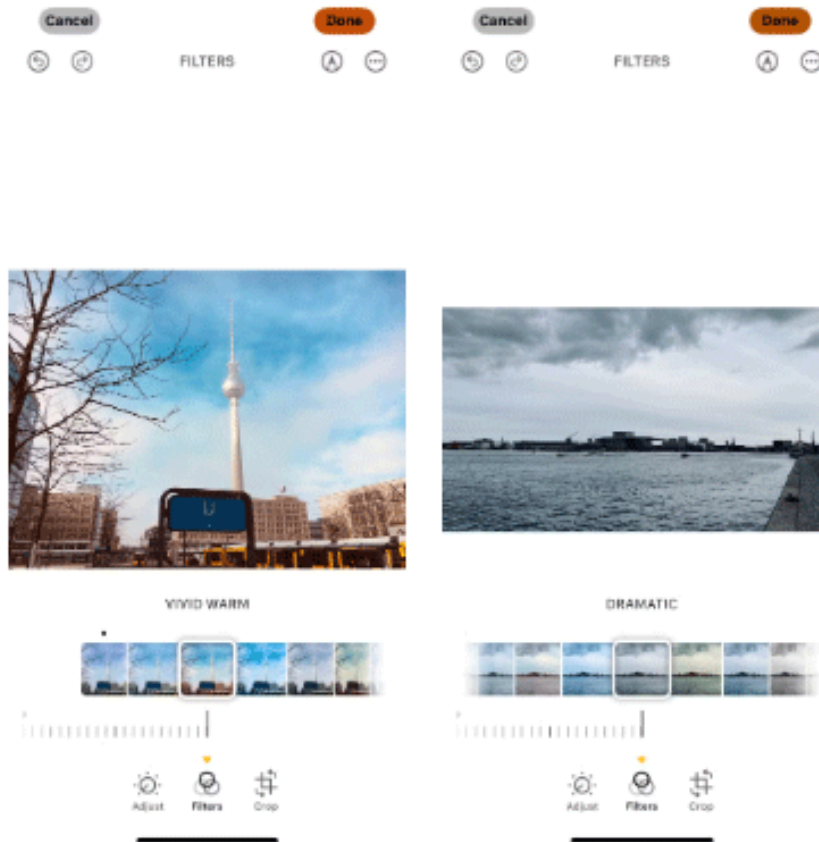 Cancel Done
FILTERS
VIVID WARM
Adjust Filters Crop
Cancel Done
FILTERS
DRAMATIC
Adjust Filters Crop